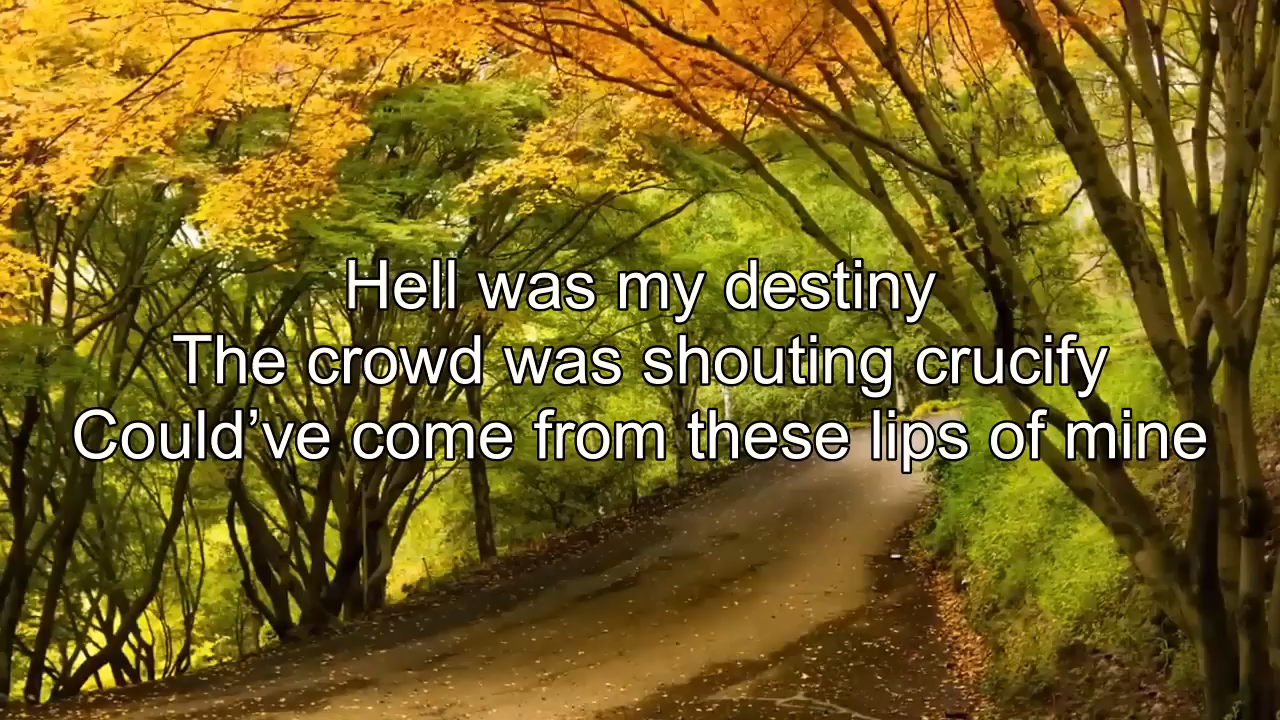 Hell was my destiny
The crowd was shouting crucify
Could’ve come from these lips of mine